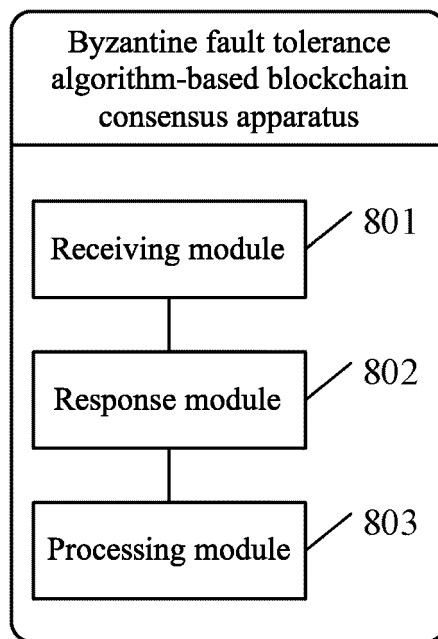 Byzantine fault tolerance
algorithm-based blockchain
consensus apparatus
Receiving module
801
Response module
802
Processing module
803